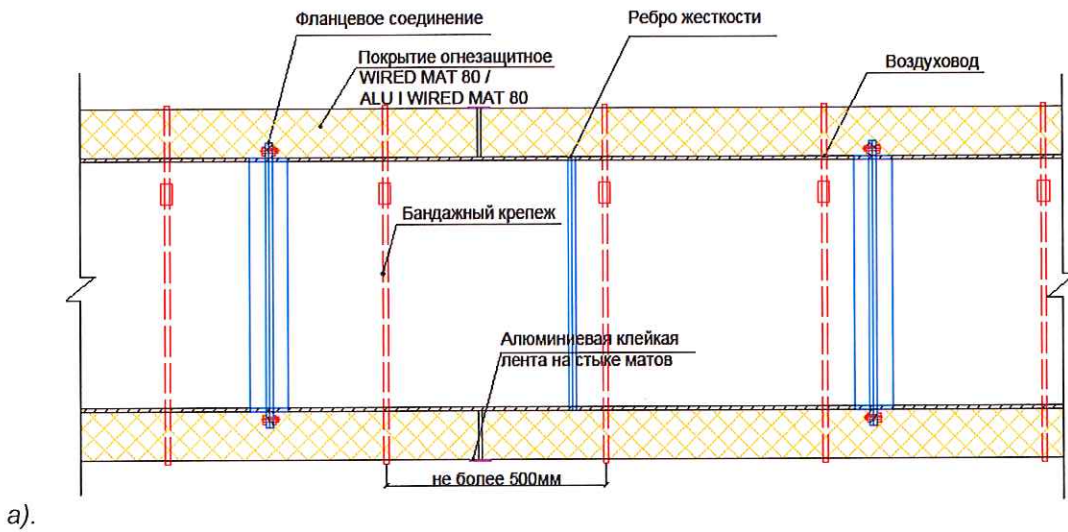 Фланцевое соединение
Ребро жесткости
Покрытие огнезащитное
WIRED MAT 80 /
ALU I WIRED MAT 80
Воздуховод
Бандажный крепеж
Алюминиевая клейкая
лента на стыке матов
не более 500мм
а).